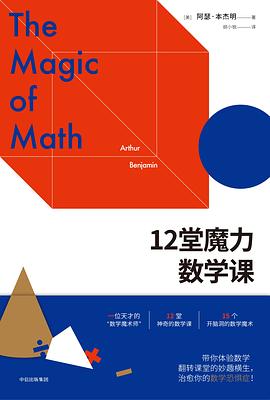 The
Magic
of
Math
[美] 阿瑟·本杰明——著
胡小锐——译
Arthur
Benjamin
12堂魔力
数学课
一位天才的
“数学魔术师”
12 堂
神奇的数学课
15 个
开脑洞的数学魔术
带你体验数学
翻转课堂的妙趣横生,
治愈你的数学恐惧症!
中信出版集团